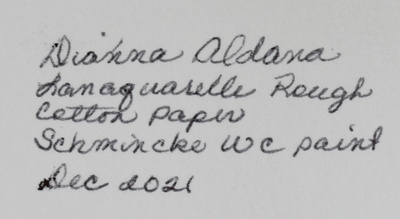 Dianna Aldana
Lanaquarelle Rough
Cotton paper
Schmincke wc paint
Dec 2021